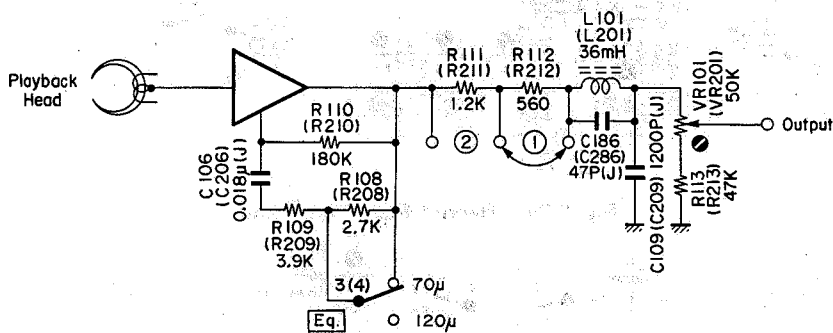 Playback
Head
R110
(R210)
180K
C106
(C206)
0.018μ(J)
R109
(R209)
3.9K
R108
(R208)
2.7K
3(4)
70μ
Eq.
120μ
R111
(R211)
1.2K
②
R112
(R212)
560
①
L101
(L201)
36mH
C186
(C286)
47P(J)
C109 (C209) 1200P(J)
VR101
(VR201)
50K
R113
(R213)
47K
Output